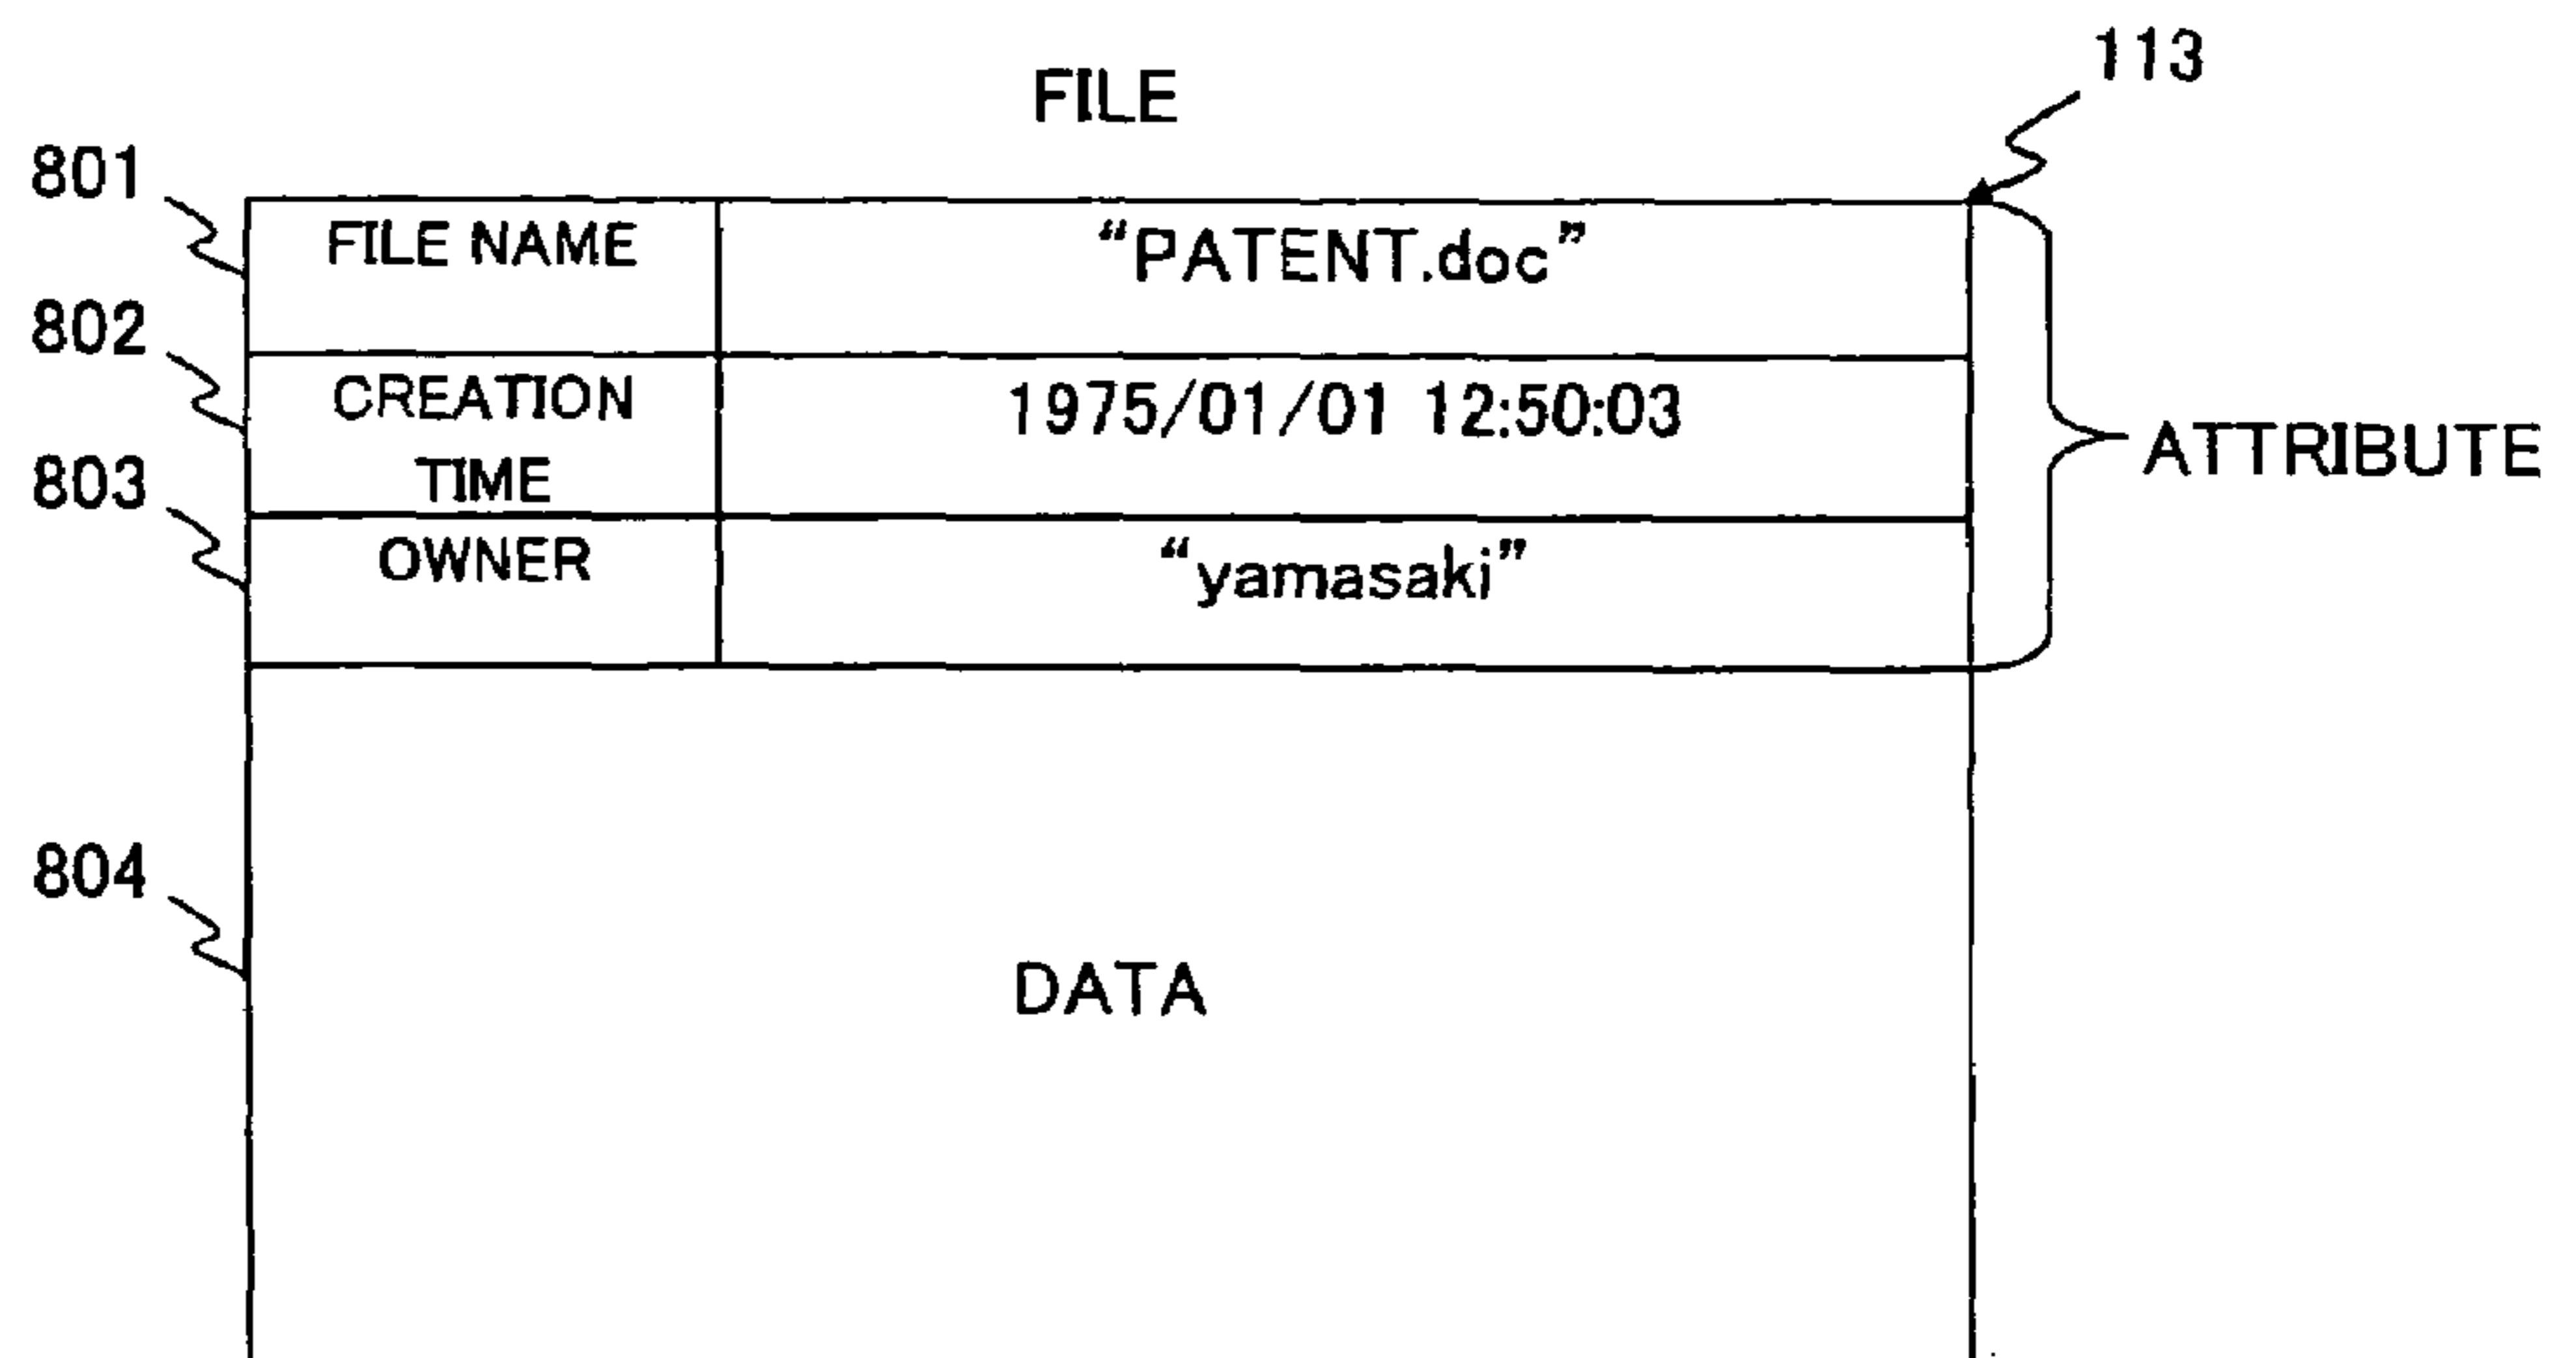 113
FILE
801
FILE NAME
“PATENT.doc”
802
CREATION
TIME
1975/01/01 12:50:03
ATTRIBUTE
803
OWNER
“yamasaki”
804
DATA